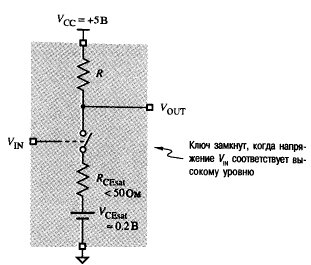 V_CC = +5 В
R
V_OUT
V_IN
Ключ замкнут, когда напря-
жение V_IN соответствует вы-
сокому уровню
R_CEsat
< 50 Ом
V_CEsat
≈ 0.2 В